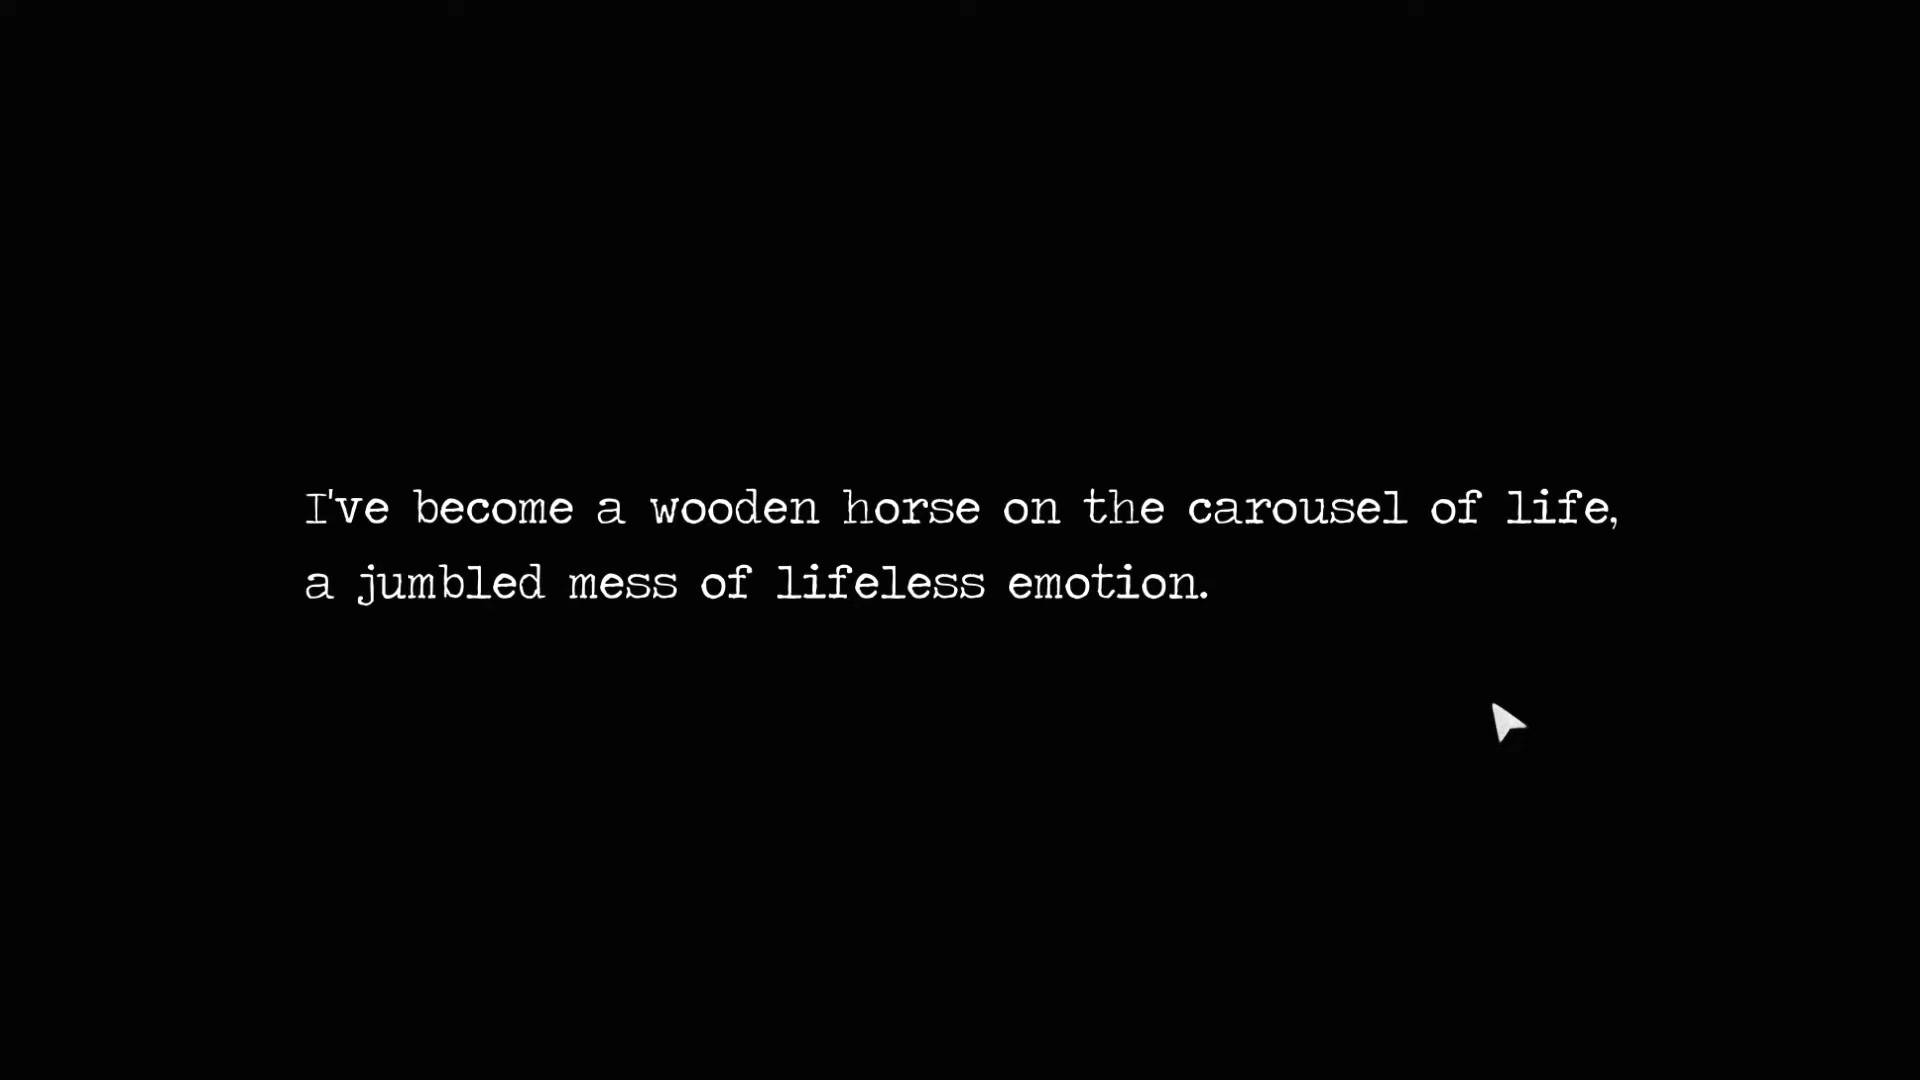 I've become a wooden horse on the carousel of life,
a jumbled mess of lifeless emotion.